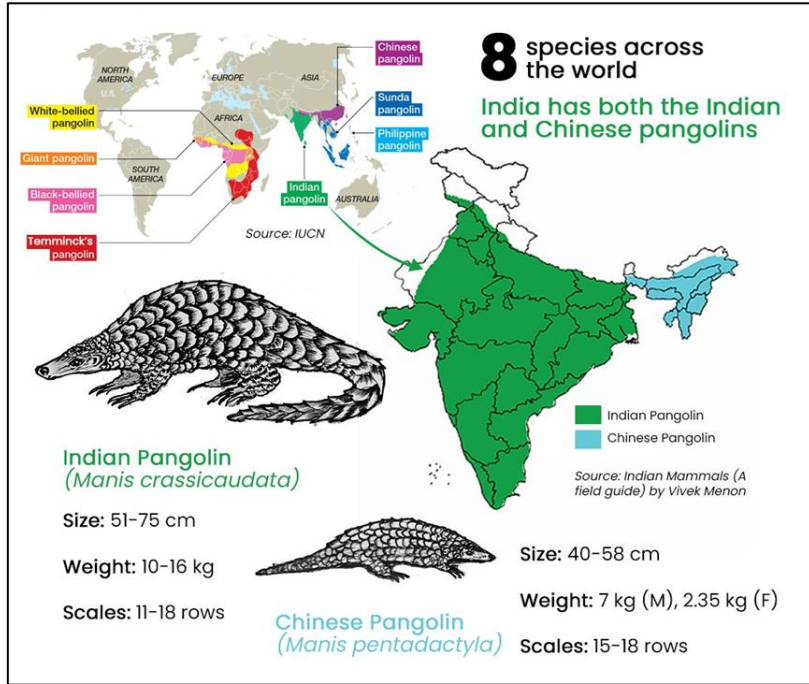 NORTH
AMERICA
U.S.
EUROPE
ASIA
AFRICA
SOUTH
AMERICA
AUSTRALIA
White-bellied
pangolin
Giant pangolin
Black-bellied
pangolin
Temminck's
pangolin
Chinese
pangolin
Sunda
pangolin
Philippine
pangolin
Indian
pangolin
Source: IUCN
8 species across
the world
India has both the Indian
and Chinese pangolins
Indian Pangolin
Chinese Pangolin
Source: Indian Mammals (A
field guide) by Vivek Menon
Indian Pangolin
(Manis crassicaudata)
Size: 51-75 cm
Weight: 10-16 kg
Scales: 11-18 rows
Chinese Pangolin
(Manis pentadactyla)
Size: 40-58 cm
Weight: 7 kg (M), 2.35 kg (F)
Scales: 15-18 rows